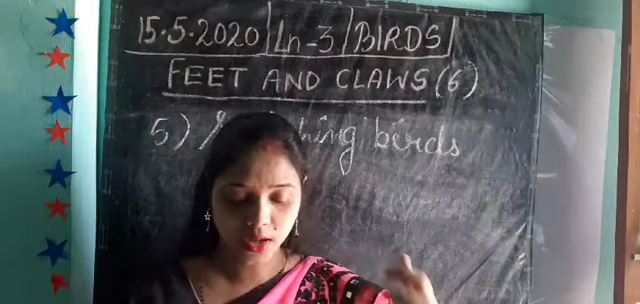 15.5.2020 Ln-3 BIRDS
FEET AND CLAWS (6)
5) birds